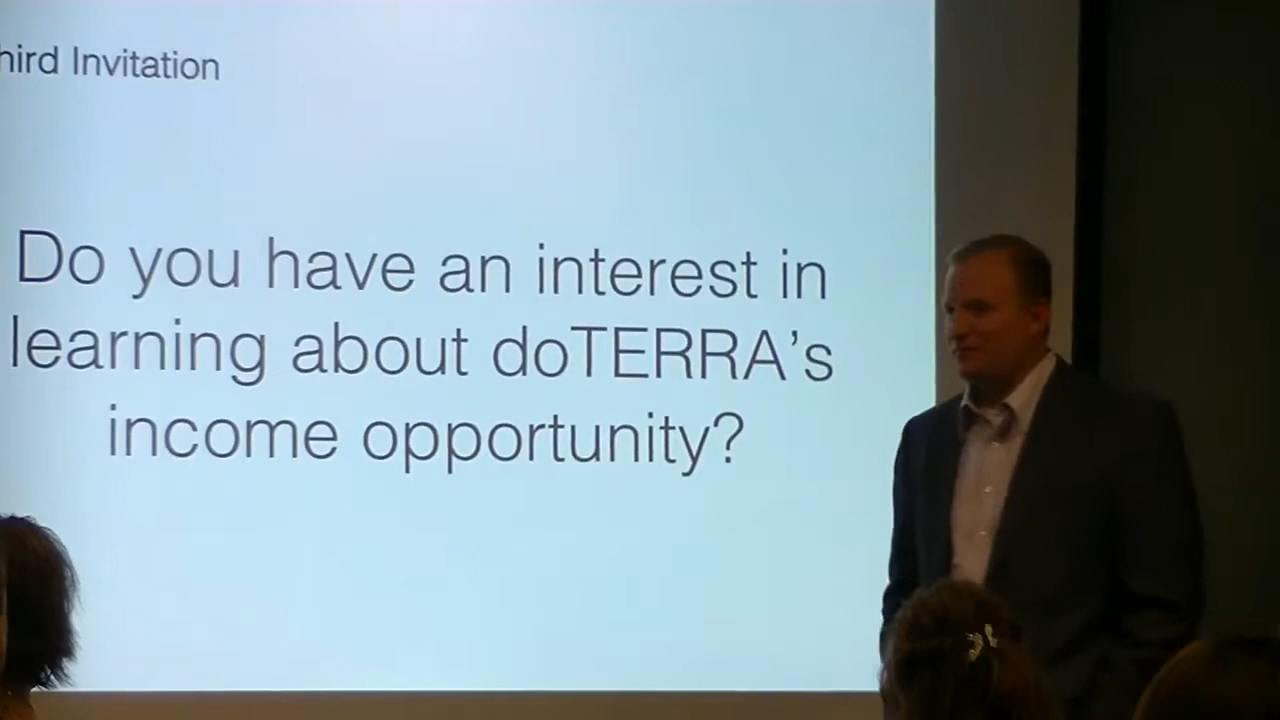 hird Invitation
Do you have an interest in
learning about doTERRA's
income opportunity?